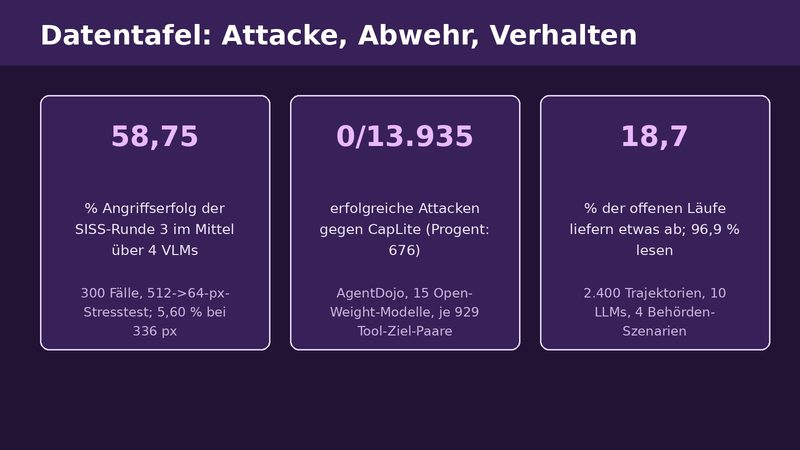 Datentafel: Attacke, Abwehr, Verhalten
58,75
% Angriffserfolg der
SISS-Runde 3 im Mittel
über 4 VLMs
300 Fälle, 512->64-px-
Stresstest; 5,60 % bei
336 px
0/13.935
erfolgreiche Attacken
gegen CapLite (Progent:
676)
AgentDojo, 15 Open-
Weight-Modelle, je 929
Tool-Ziel-Paare
18,7
% der offenen Läufe
liefern etwas ab; 96,9 %
lesen
2.400 Trajektorien, 10
LLMs, 4 Behörden-
Szenarien